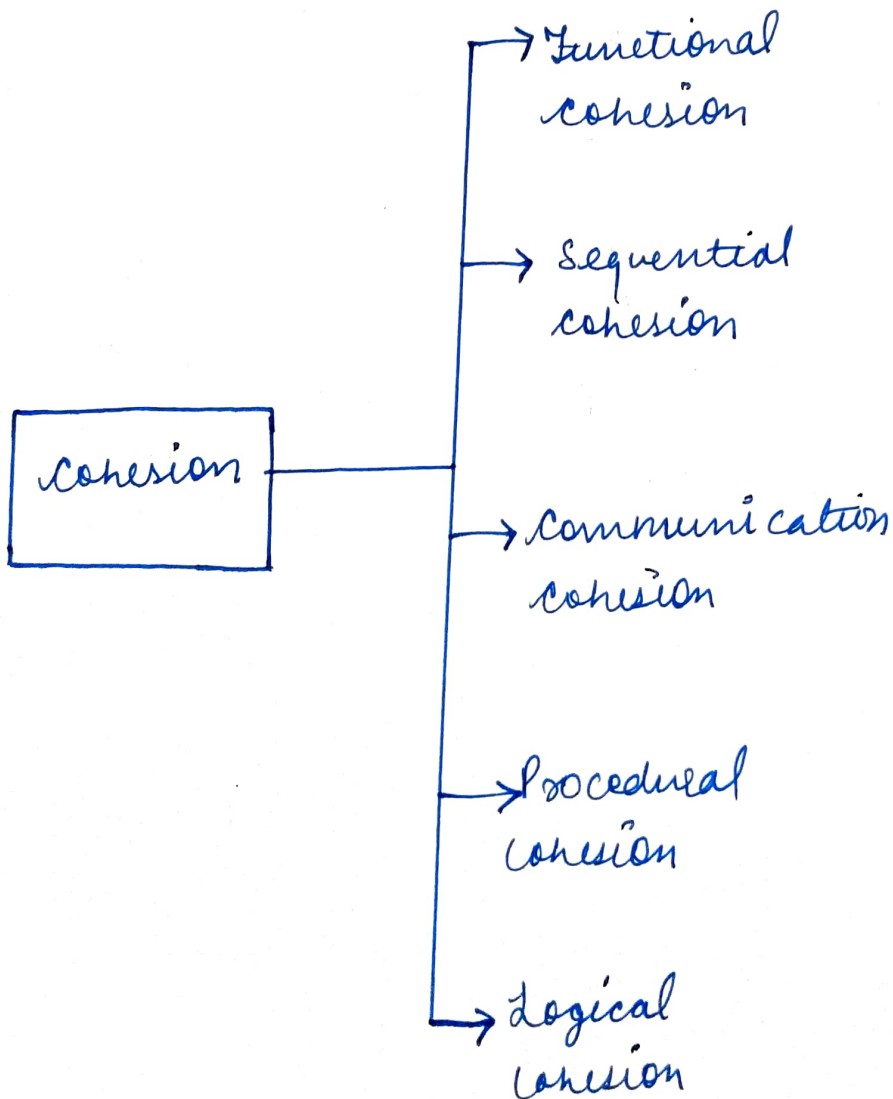 Cohesion
Functional
cohesion
Sequential
cohesion
Communication
cohesion
Procedural
Cohesion
Logical
Cohesion